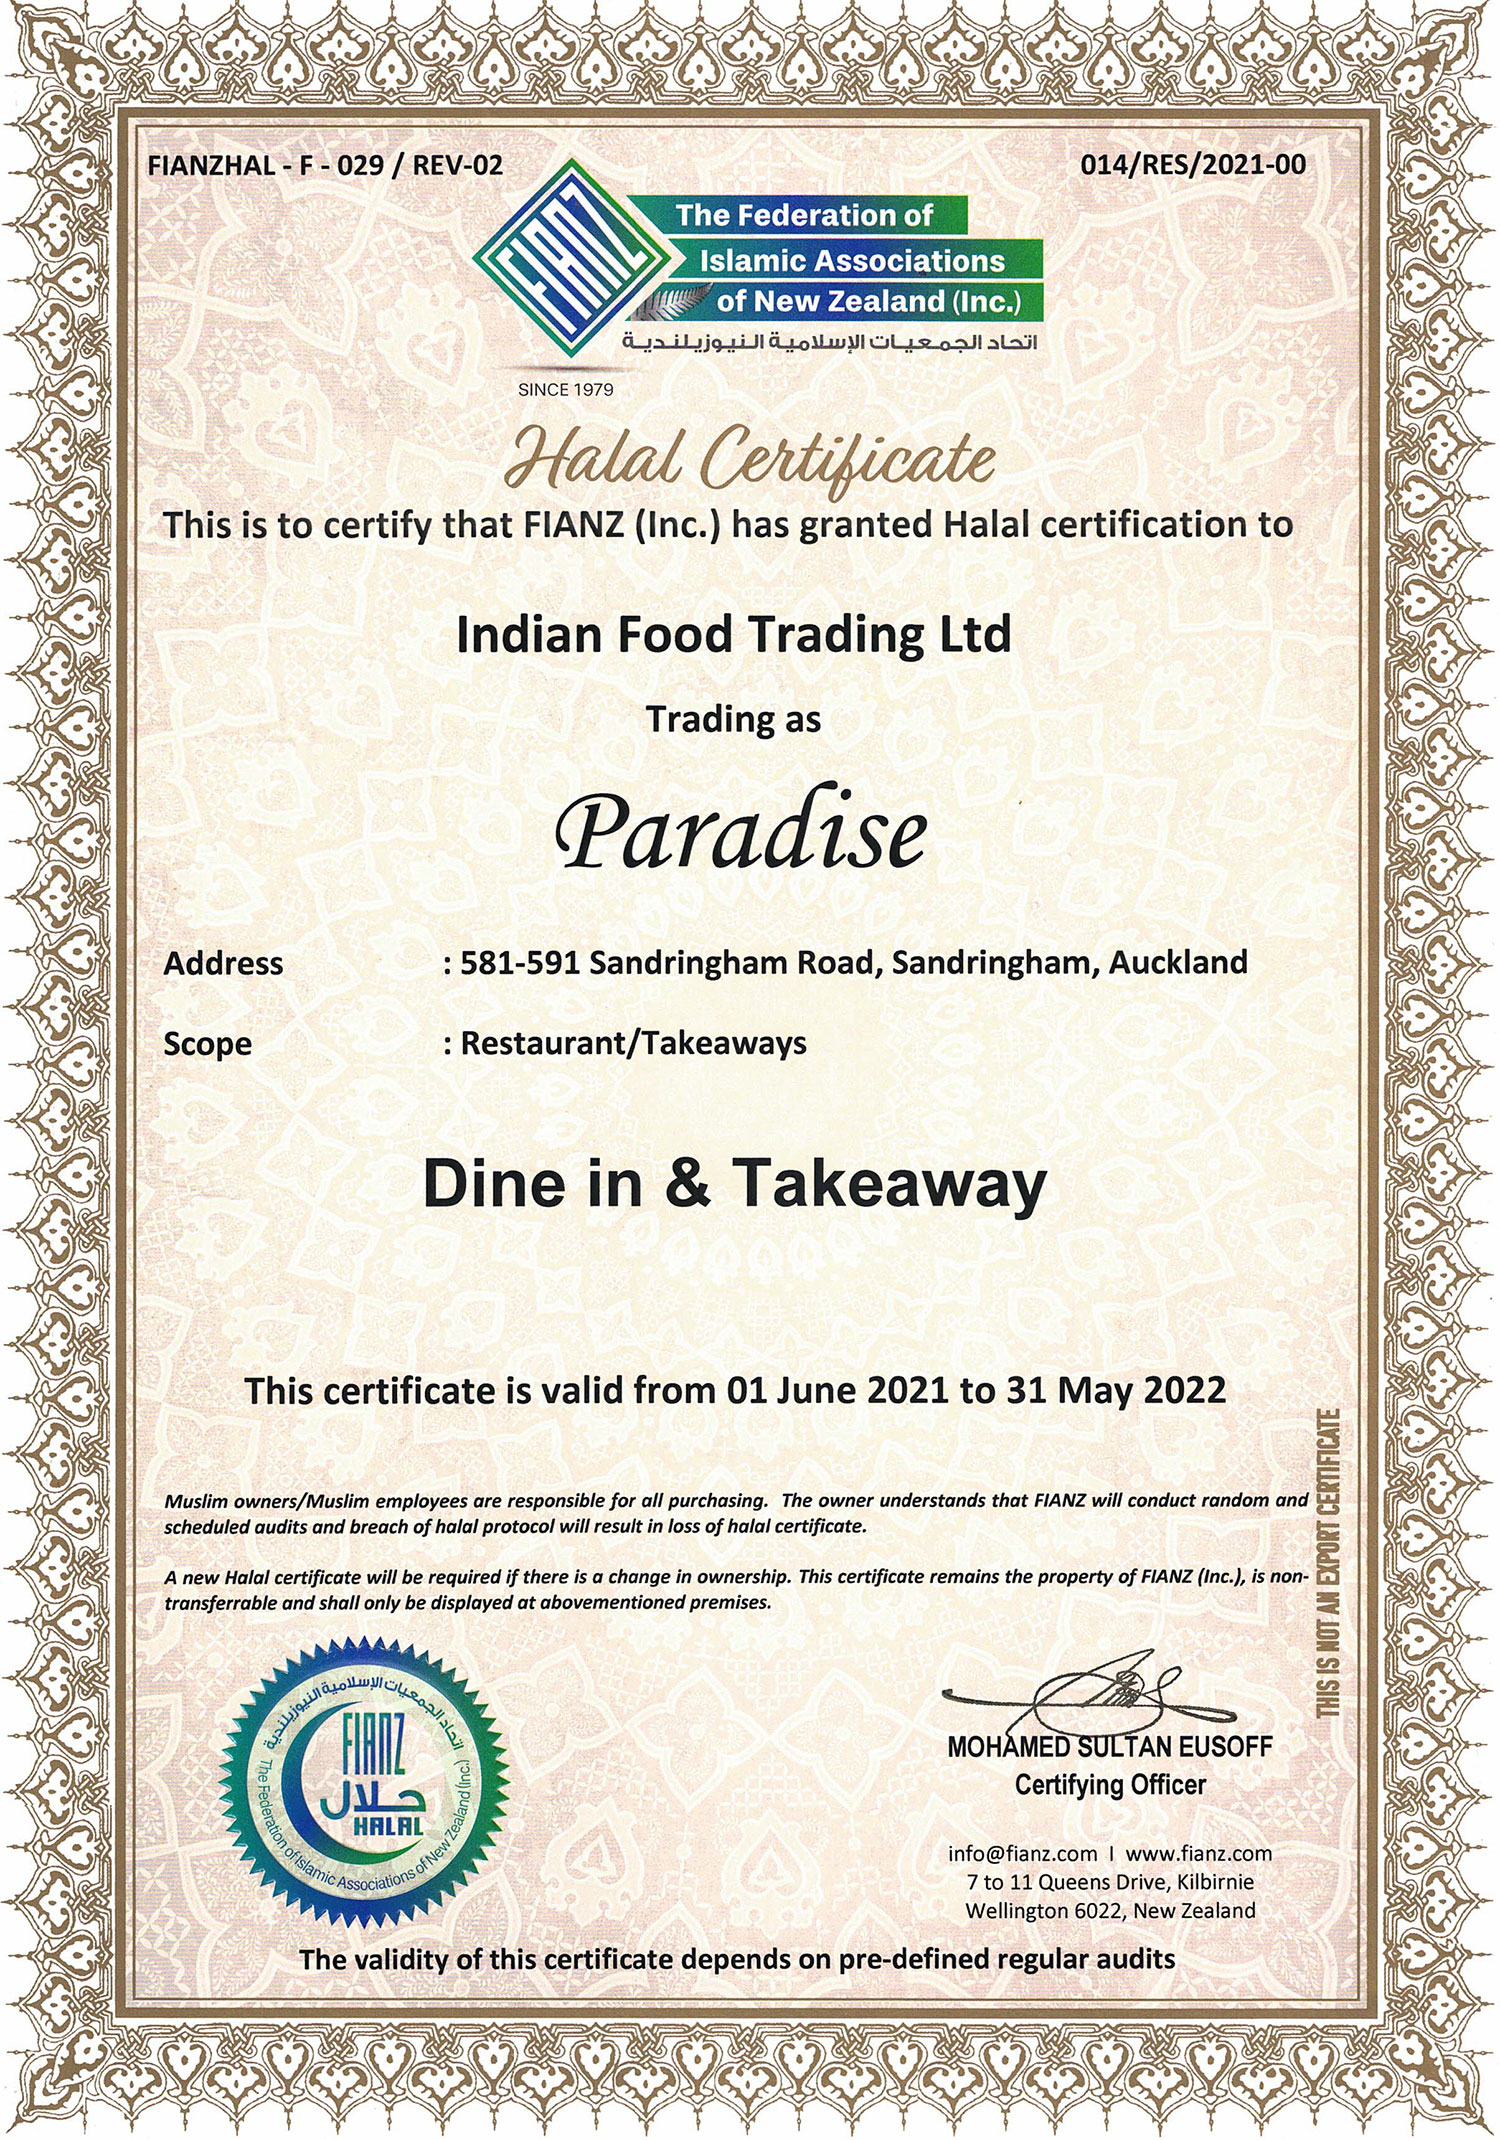 FIANZHAL - F - 029 / REV-02
014/RES/2021-00
FIANZ
The Federation of
Islamic Associations
of New Zealand (Inc.)
اتحاد الجمعيات الإسلامية النيوزيلندية
SINCE 1979
Halal Certificate
This is to certify that FIANZ (Inc.) has granted Halal certification to
Indian Food Trading Ltd
Trading as
Paradise
Address : 581-591 Sandringham Road, Sandringham, Auckland
Scope : Restaurant/Takeaways
Dine in & Takeaway
This certificate is valid from 01 June 2021 to 31 May 2022
Muslim owners/Muslim employees are responsible for all purchasing. The owner understands that FIANZ will conduct random and
scheduled audits and breach of halal protocol will result in loss of halal certificate.
A new Halal certificate will be required if there is a change in ownership. This certificate remains the property of FIANZ (Inc.), is non-
transferrable and shall only be displayed at abovementioned premises.
THIS IS NOT AN EXPORT CERTIFICATE
اتحاد الجمعيات الإسلامية النيوزيلندية
FIANZ
حلال
HALAL
The Federation of Islamic Associations of New Zealand (Inc.)
MOHAMED SULTAN EUSOFF
Certifying Officer
info@fianz.com I www.fianz.com
7 to 11 Queens Drive, Kilbirnie
Wellington 6022, New Zealand
The validity of this certificate depends on pre-defined regular audits